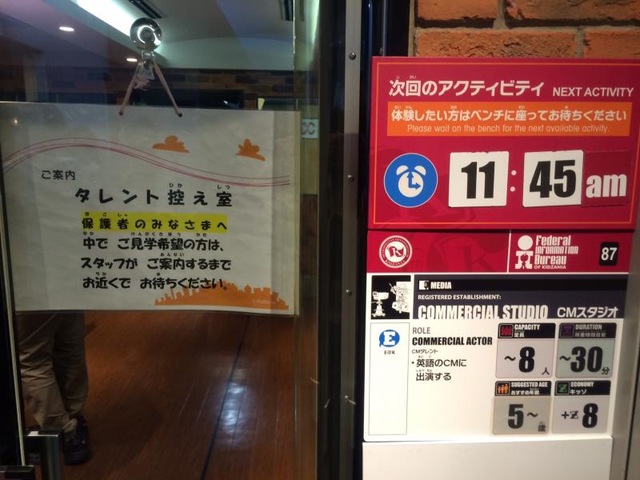 ご案内
タレント控え室
保護者のみなさまへ
中で ご見学希望の方は、
スタッフが ご案内するまで
お近くで お待ちください。
次回のアクティビティ NEXT ACTIVITY
体験したい方はベンチに座ってお待ちください
Please wait on the bench for the next available activity.
11:45am
Federal
Information
Bureau
OF KIDZANIA
87
E MEDIA
REGISTERED ESTABLISHMENT:
COMMERCIAL STUDIO CMスタジオ
ROLE
COMMERCIAL ACTOR
CMタレント
・英語のCMに
出演する
CAPACITY
定員
~8人
DURATION
~30分
SUGGESTED AGE
おすすめ年齢
5~歳
ECONOMY
キッゾ
+8